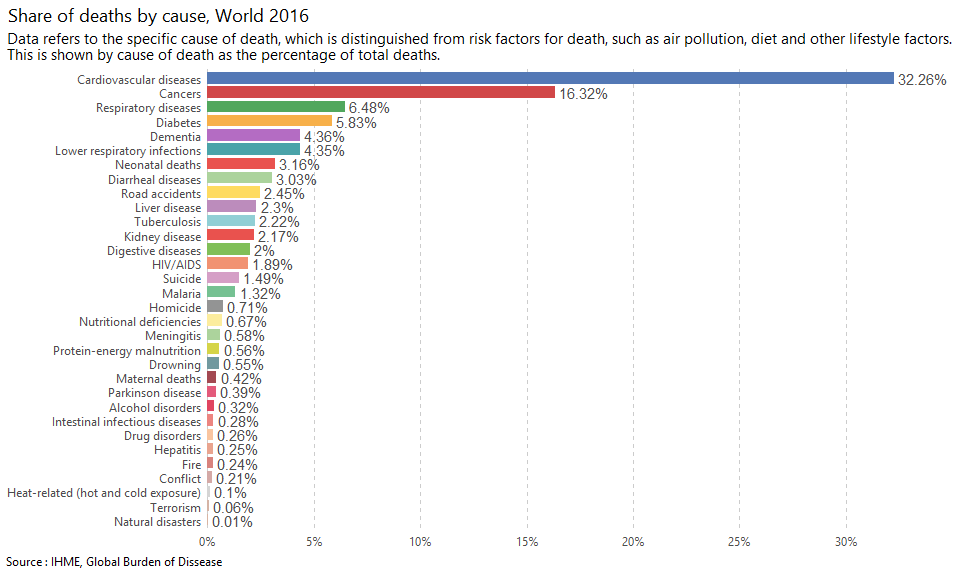 Share of deaths by cause, World 2016
Data refers to the specific cause of death, which is distinguished from risk factors for death, such as air pollution, diet and other lifestyle factors.
This is shown by cause of death as the percentage of total deaths.
Cardiovascular diseases 32.26%
Cancers 16.32%
Respiratory diseases 6.48%
Diabetes 5.83%
Dementia 4.36%
Lower respiratory infections 4.35%
Neonatal deaths 3.16%
Diarrheal diseases 3.03%
Road accidents 2.45%
Liver disease 2.3%
Tuberculosis 2.22%
Kidney disease 2.17%
Digestive diseases 2%
HIV/AIDS 1.89%
Suicide 1.49%
Malaria 1.32%
Homicide 0.71%
Nutritional deficiencies 0.67%
Meningitis 0.58%
Protein-energy malnutrition 0.56%
Drowning 0.55%
Maternal deaths 0.42%
Parkinson disease 0.39%
Alcohol disorders 0.32%
Intestinal infectious diseases 0.28%
Drug disorders 0.26%
Hepatitis 0.25%
Fire 0.24%
Conflict 0.21%
Heat-related (hot and cold exposure) 0.1%
Terrorism 0.06%
Natural disasters 0.01%
0% 5% 10% 15% 20% 25% 30%
Source : IHME, Global Burden of Dissease